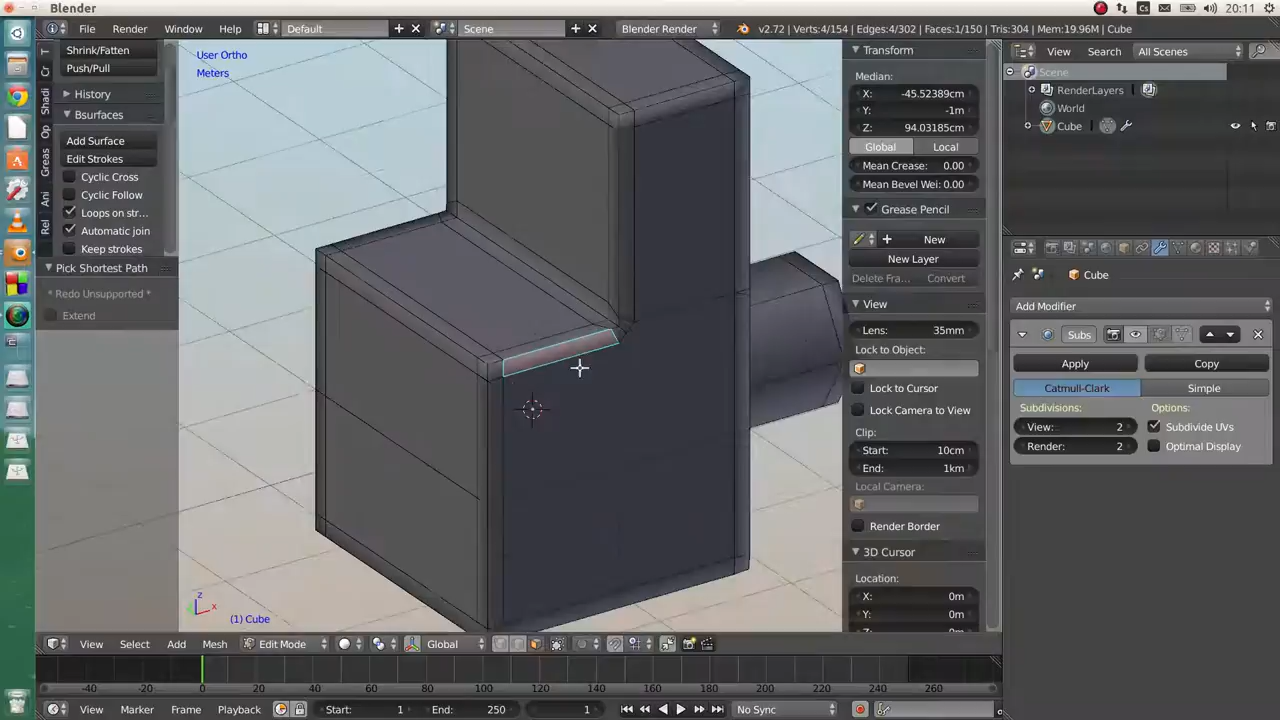 Blender
20:11
File Render Window Help Default Scene Blender Render v2.72 | Verts:4/154 | Edges:4/302 | Faces:1/150 | Tris:304 | Mem:19.96M | Cube
Shrink/Fatten
Push/Pull
History
Bsurfaces
Add Surface
Edit Strokes
Cyclic Cross
Cyclic Follow
Loops on str...
Automatic join
Keep strokes
Pick Shortest Path
* Redo Unsupported *
Extend
T
Cr
Shadi
Op
Greas
Ani
Rel
User Ortho
Meters
(1) Cube
z
x
Transform
Median:
X: -45.52389cm
Y: -1m
Z: 94.03185cm
Global Local
Mean Crease: 0.00
Mean Bevel Wei: 0.00
Grease Pencil
New
New Layer
Delete Fra... Convert
View
Lens: 35mm
Lock to Object:
Lock to Cursor
Lock Camera to View
Clip:
Start: 10cm
End: 1km
Local Camera:
Render Border
3D Cursor
Location:
X: 0m
Y: 0m
View Search All Scenes
Scene
RenderLayers
World
Cube
Cube
Add Modifier
Subs
Apply Copy
Catmull-Clark Simple
Subdivisions: Options:
View: 2 Subdivide UVs
Render: 2 Optimal Display
View Select Add Mesh Edit Mode Global
-40 -20 0 20 40 60 80 100 120 140 160 180 200 220 240 260
View Marker Frame Playback Start: 1 End: 250 1 No Sync